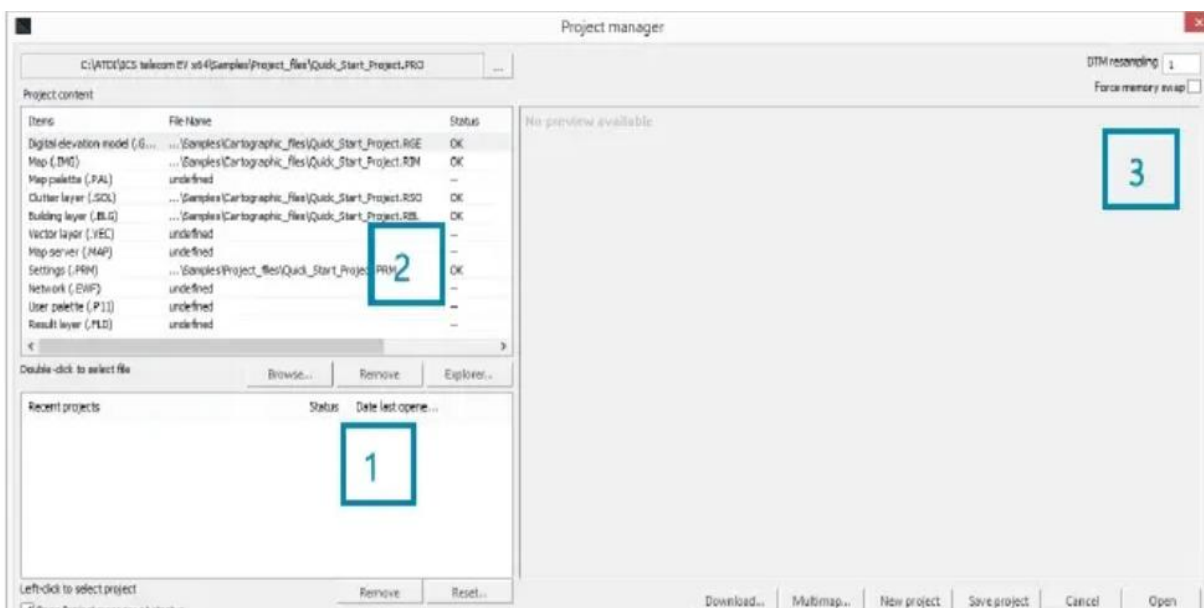 Project manager
C:\ATDI\ICS telecom EV x64\Samples\Project_files\Quick_Start_Project.PRO ...
DTM resampling 1
Force memory swap
Project content
Items File Name Status
Digital elevation model (.G... ...\Samples\Cartographic_files\Quick_Start_Project.RGE OK
Map (.IMG) ...\Samples\Cartographic_files\Quick_Start_Project.RIM OK
Map palette (.PAL) undefined --
Clutter layer (.SOL) ...\Samples\Cartographic_files\Quick_Start_Project.RSO OK
Building layer (.BLG) ...\Samples\Cartographic_files\Quick_Start_Project.RBL OK
Vector layer (.VEC) undefined --
Map server (.MAP) undefined --
Settings (.PRM) ...\Samples\Project_files\Quick_Start_Project.PRM OK
Network (.EWF) undefined --
User palette (.P11) undefined --
Result layer (.FLD) undefined --
2
No preview available
3
Double-click to select file
Browse... Remove Explorer...
Recent projects Status Date last opene...
1
Left-click to select project
Remove Reset...
Download... Multimap... New project Save project Cancel Open